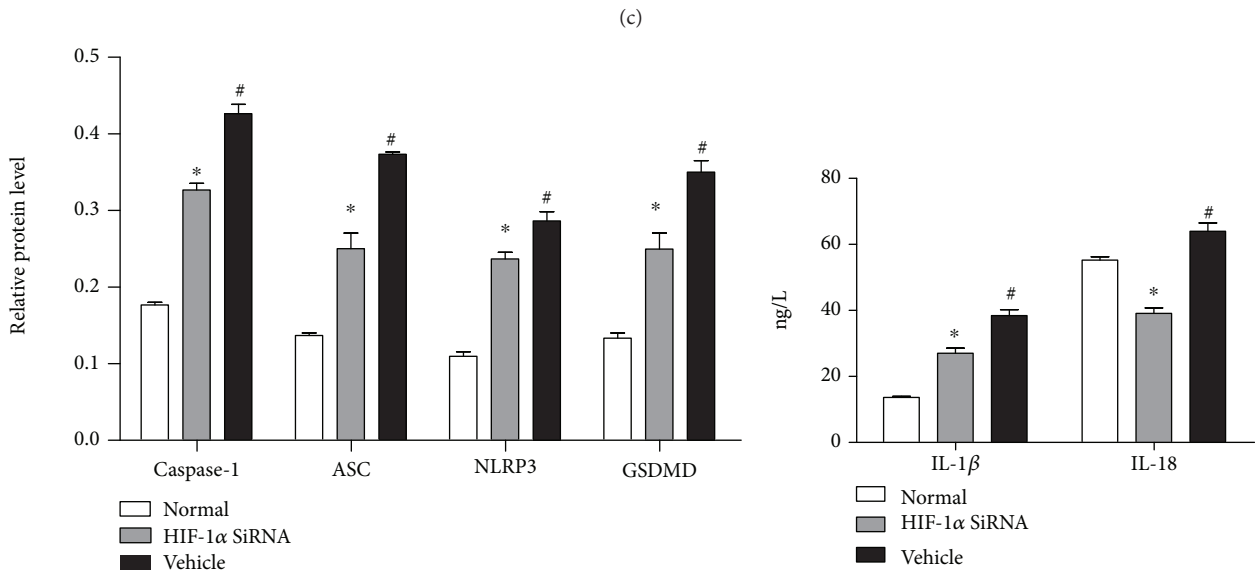 (c)
Relative protein level
0.5
0.4
0.3
0.2
0.1
0.0
#
*
#
*
#
*
#
*
Caspase-1 ASC NLRP3 GSDMD
Normal
HIF-1α SiRNA
Vehicle
ng/L
80
60
40
20
0
#
*
#
*
IL-1β IL-18
Normal
HIF-1α SiRNA
Vehicle